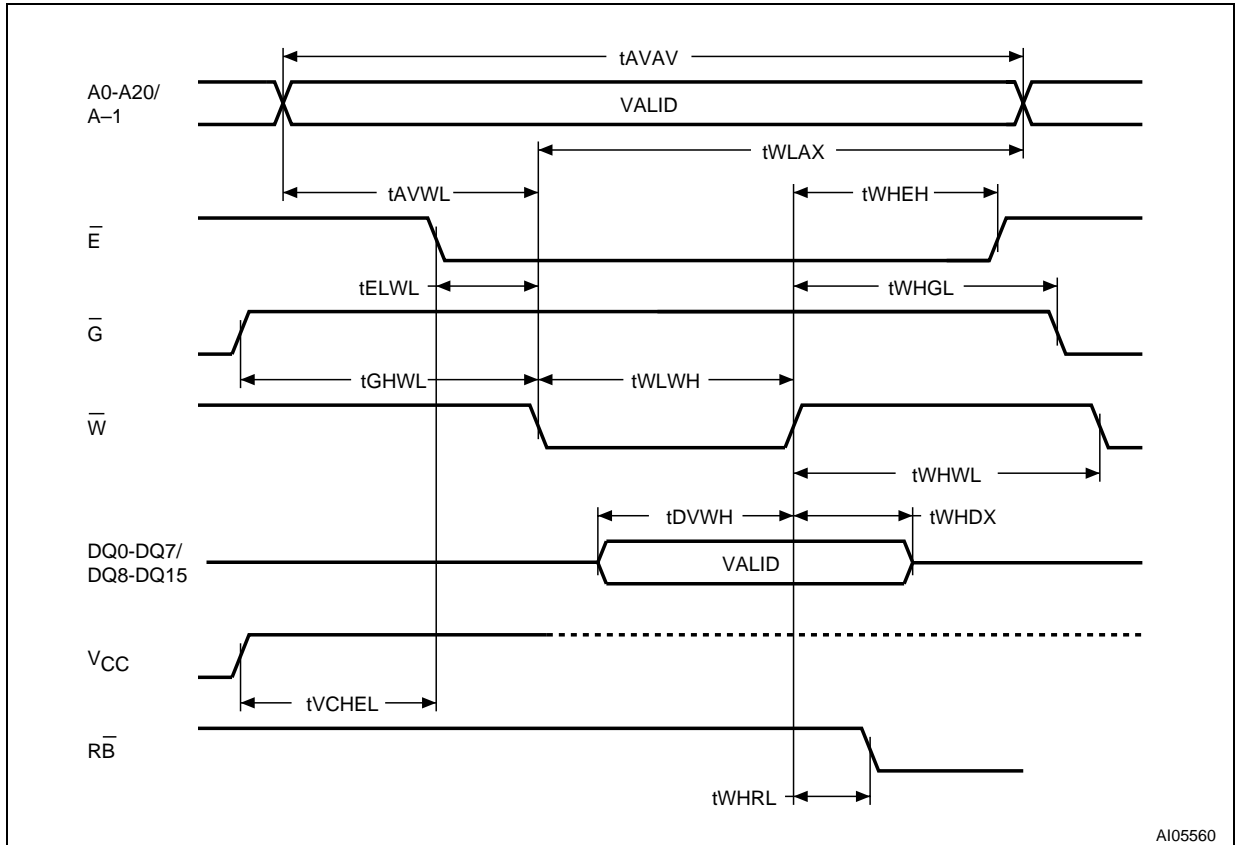 tAVAV
A0-A20/
A–1
VALID
tWLAX
tAVWL
tWHEH
E̅
tELWL
tWHGL
G̅
tGHWL
tWLWH
W̅
tWHWL
tDVWH
tWHDX
DQ0-DQ7/
DQ8-DQ15
VALID
VCC
tVCHEL
RB̅
tWHRL
AI05560